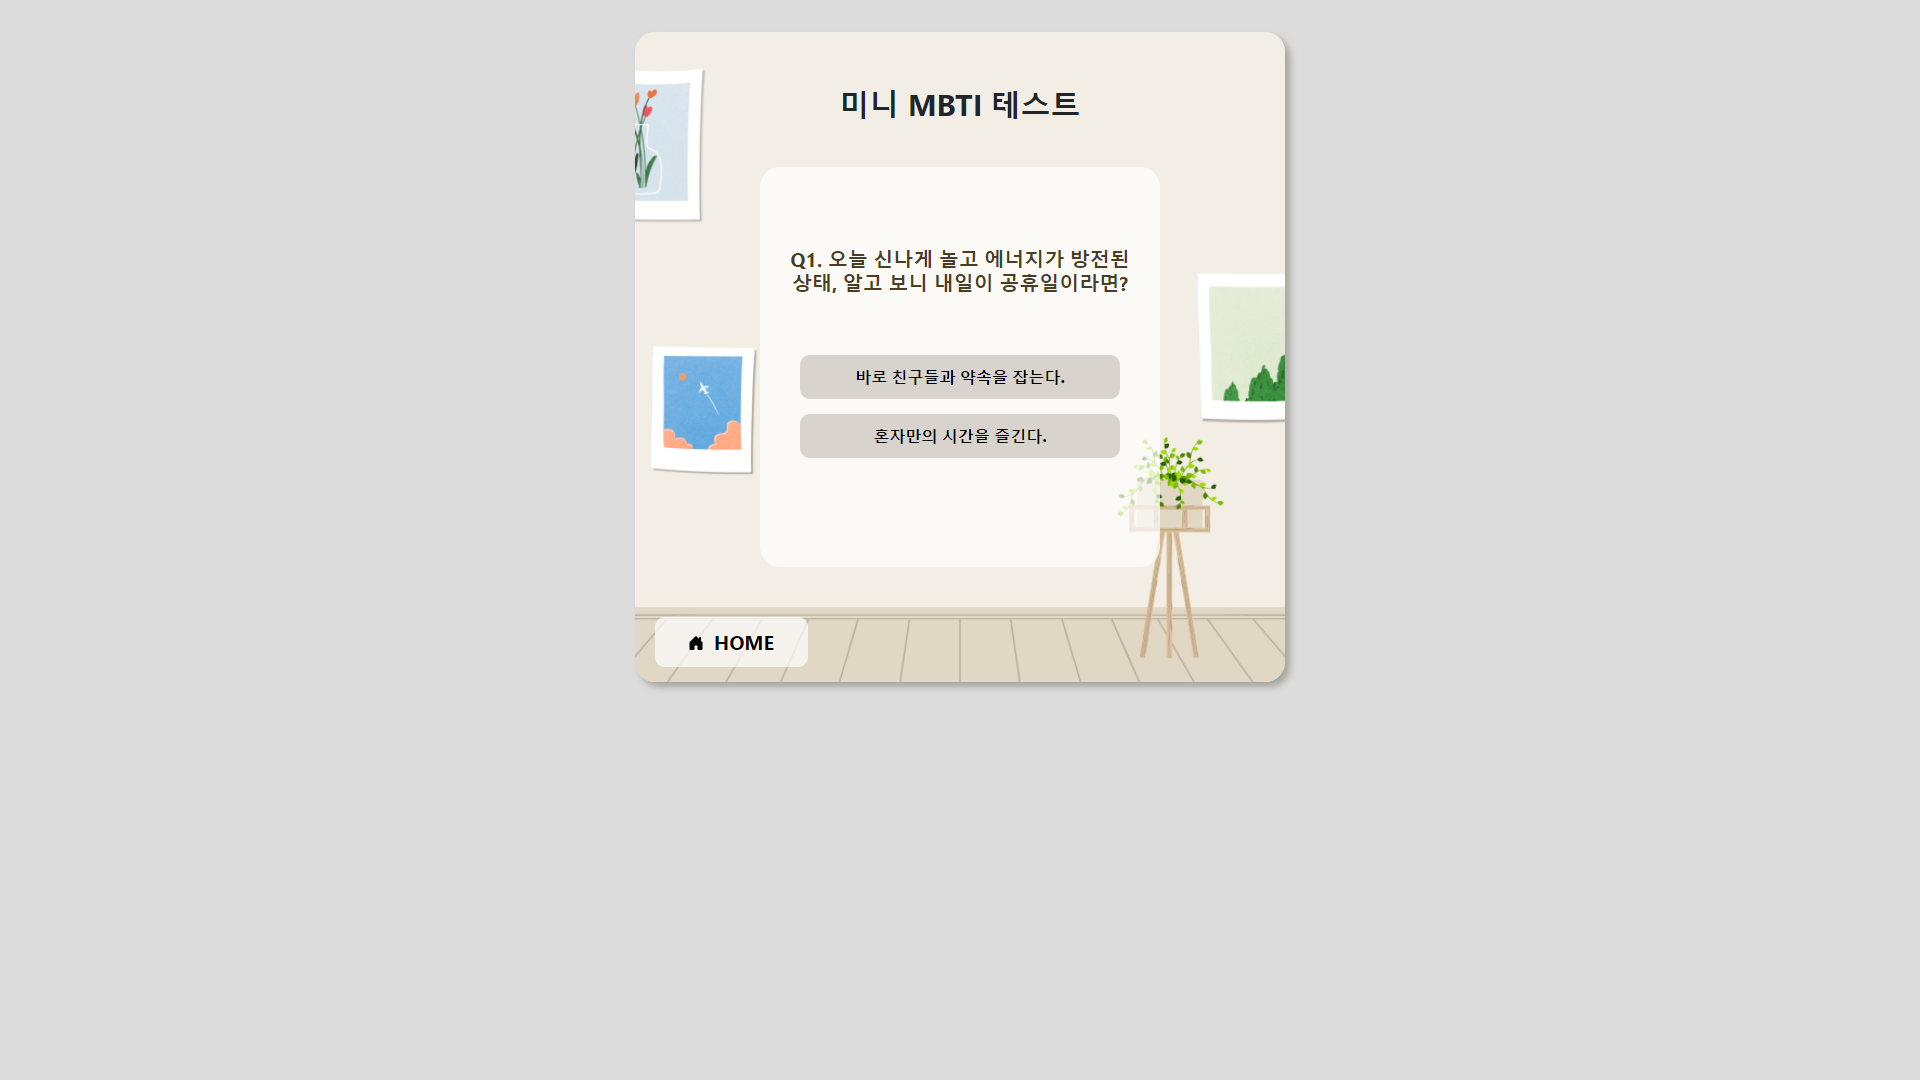 미니 MBTI 테스트
Q1. 오늘 신나게 놀고 에너지가 방전된
상태, 알고 보니 내일이 공휴일이라면?
바로 친구들과 약속을 잡는다.
혼자만의 시간을 즐긴다.
HOME